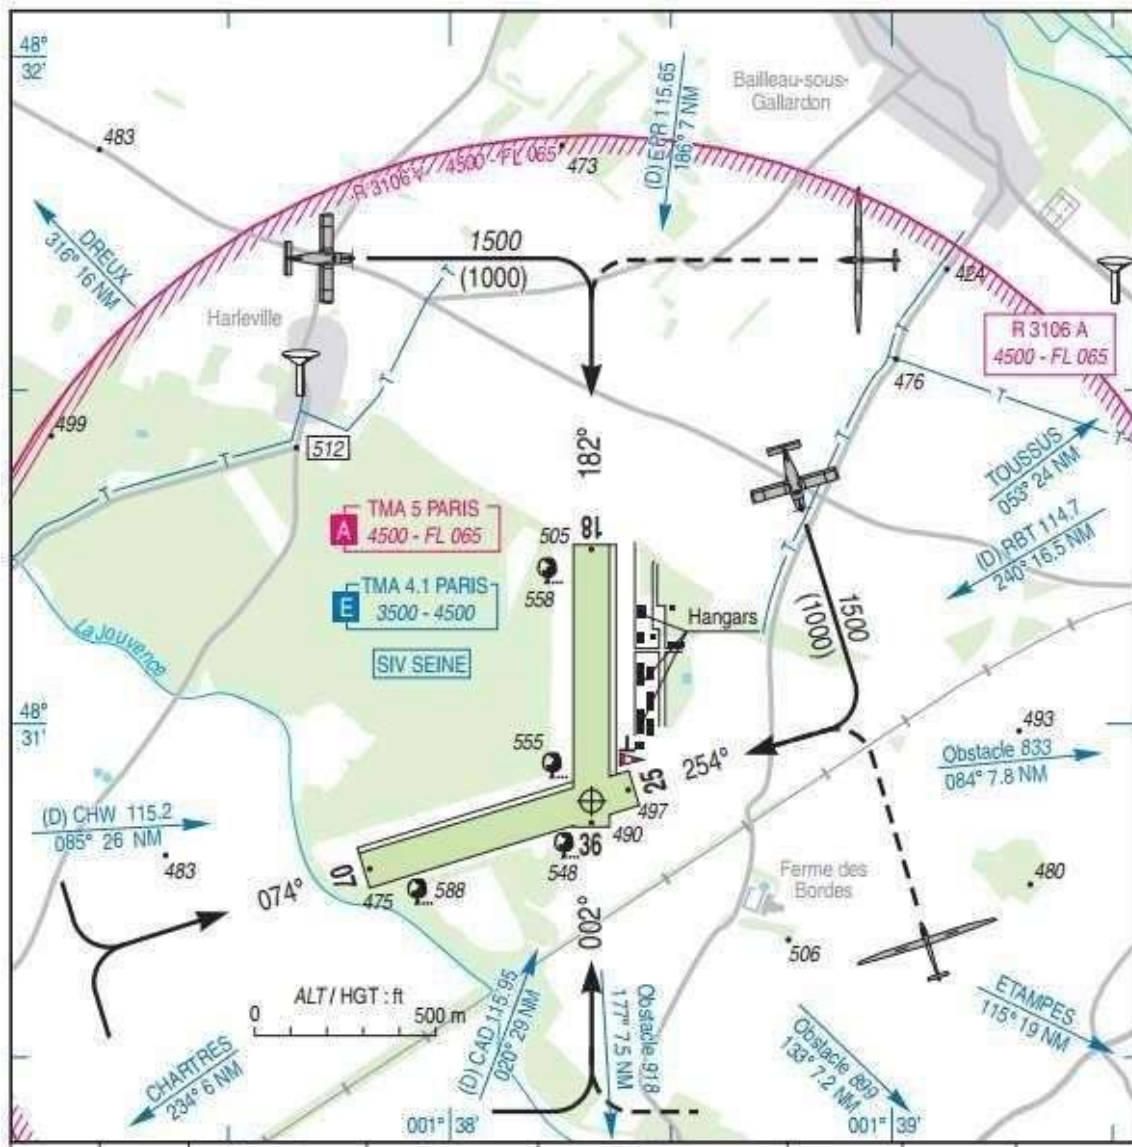 48°
32'
483
Bailleau-sous-
Gallardon
(D) EPR 115.65
186° 7 NM
R 3106 V - 4500 - FL 065
473
DREUX
316° 16 NM
1500
(1000)
424
Harleville
R 3106 A
4500 - FL 065
T
T
476
499
512
T
T
T
T
T
182°
TOUSSUS
053° 24 NM
TMA 5 PARIS
A
4500 - FL 065
505
18
(D) RBT 114.7
240° 16.5 NM
TMA 4.1 PARIS
E
3500 - 4500
558
Hangars
1500
(1000)
La Jouvence
SIV SEINE
48°
31'
555
25
254°
493
Obstacle 833
084° 7.8 NM
497
490
(D) CHW 115.2
085° 26 NM
483
07
074°
475
588
548
36
Ferme des
Bordes
480
002°
506
ALT / HGT : ft
0
500 m
(D) CAD 115.95
020° 29 NM
Obstacle 918
177° 7.5 NM
ETAMPES
115° 19 NM
Obstacle 899
133° 7.2 NM
CHARTRES
234° 6 NM
001° 38'
001° 39'